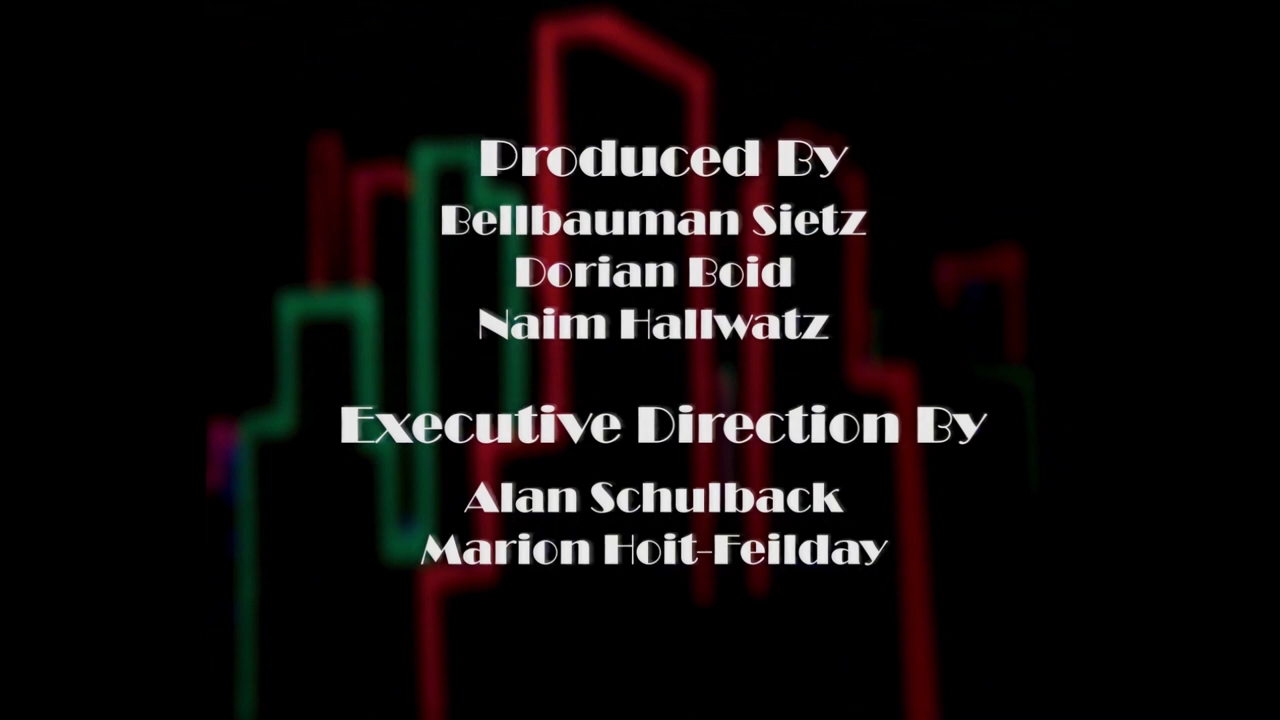 Produced By
Bellbauman Sietz
Dorian Boid
Naim Hallwatz
Executive Direction By
Alan Schulback
Marion Hoit-Feilday